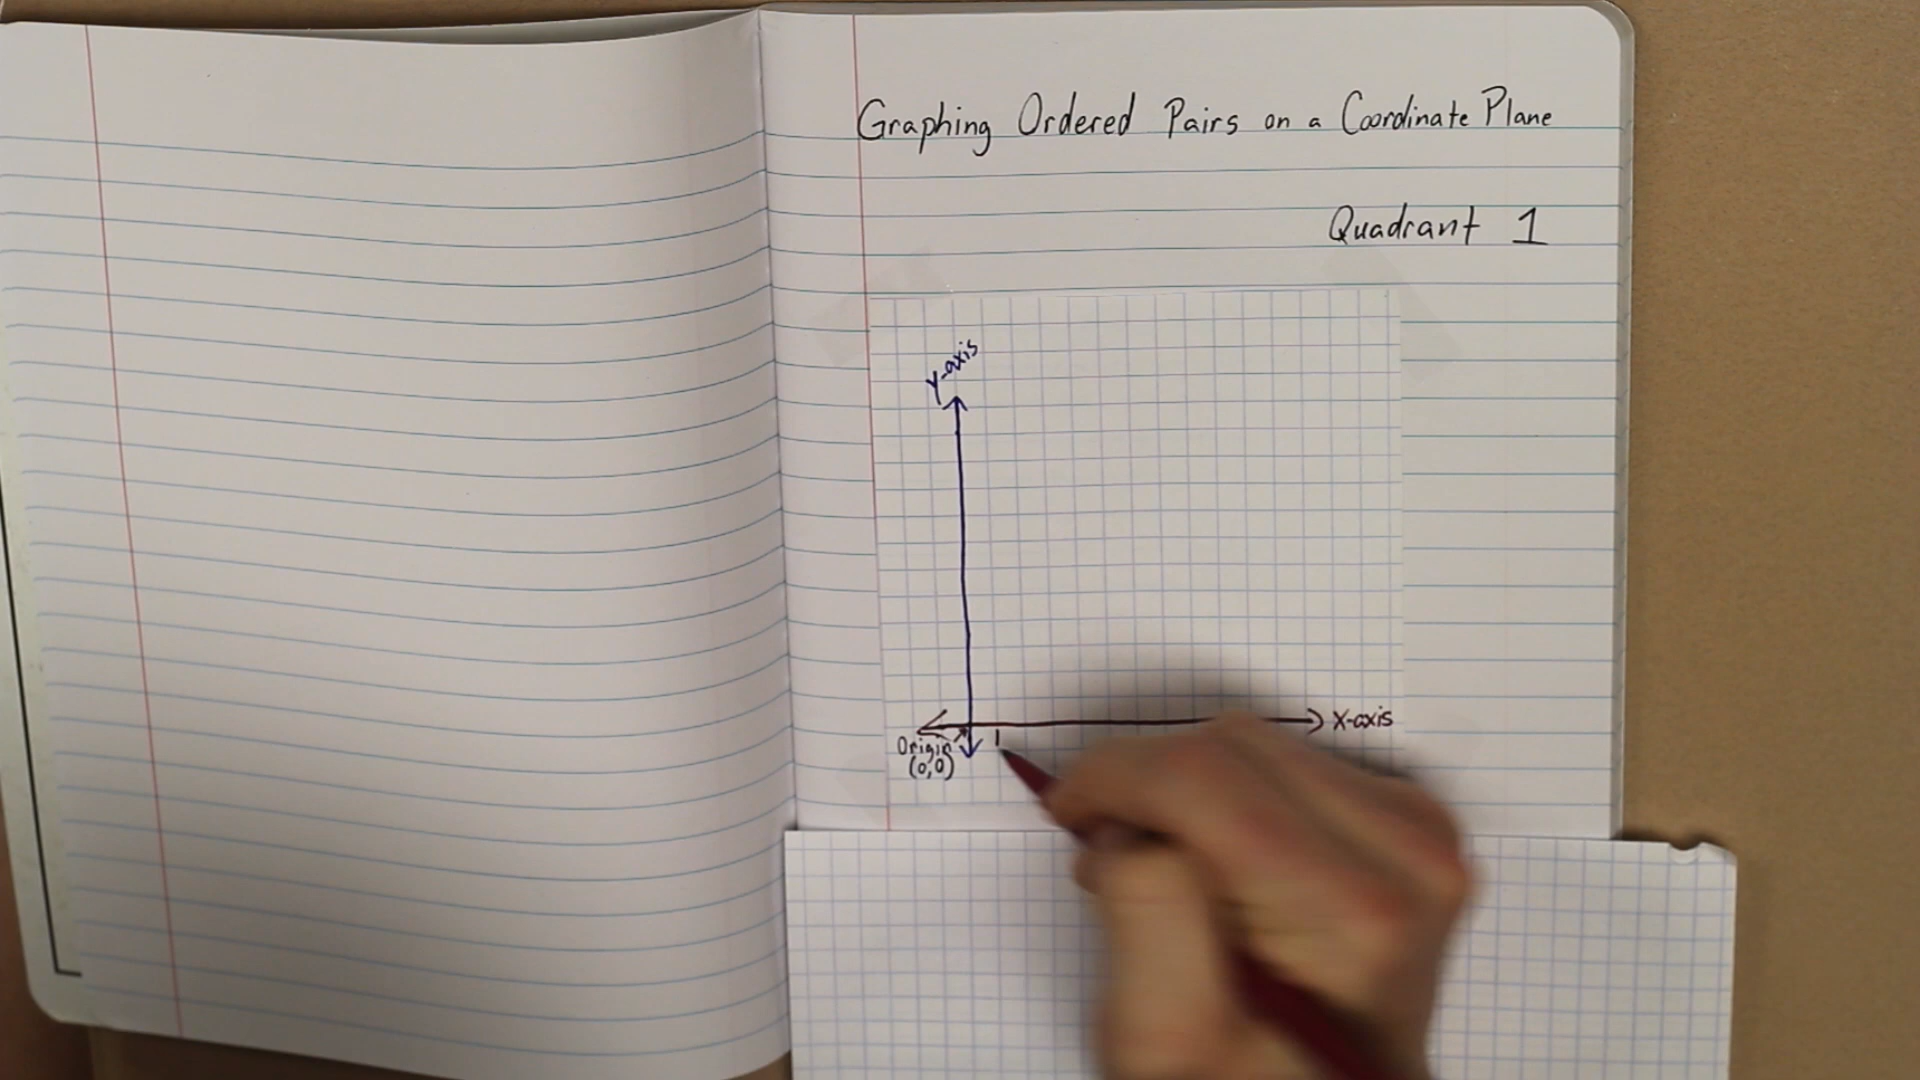 Graphing Ordered Pairs on a Coordinate Plane
Quadrant 1
y-axis
x-axis
Origin
(0,0)
1